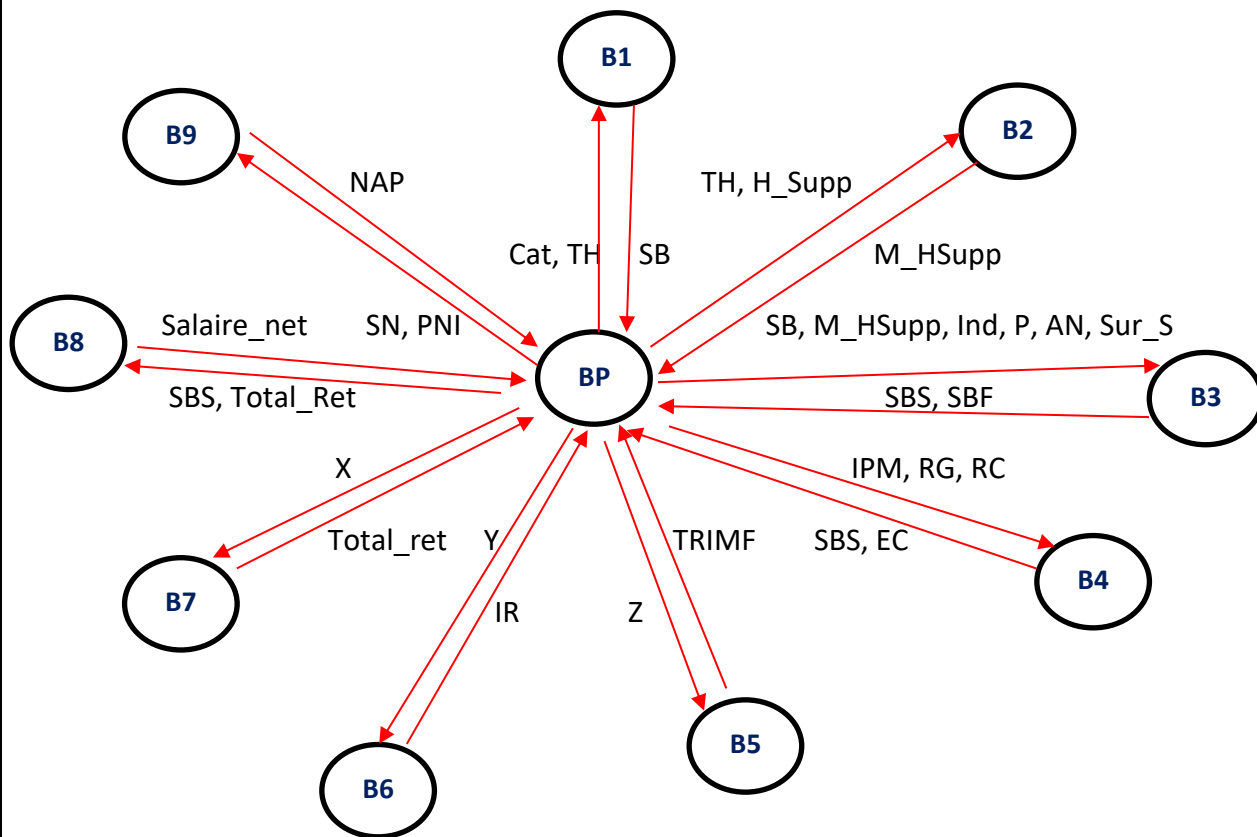 B1
B2
B9
NAP
TH, H_Supp
Cat, TH
SB
M_HSupp
Salaire_net
SN, PNI
SB, M_HSupp, Ind, P, AN, Sur_S
B8
BP
SBS, Total_Ret
SBS, SBF
B3
X
IPM, RG, RC
Total_ret
Y
TRIMF
SBS, EC
B4
B7
IR
Z
B5
B6